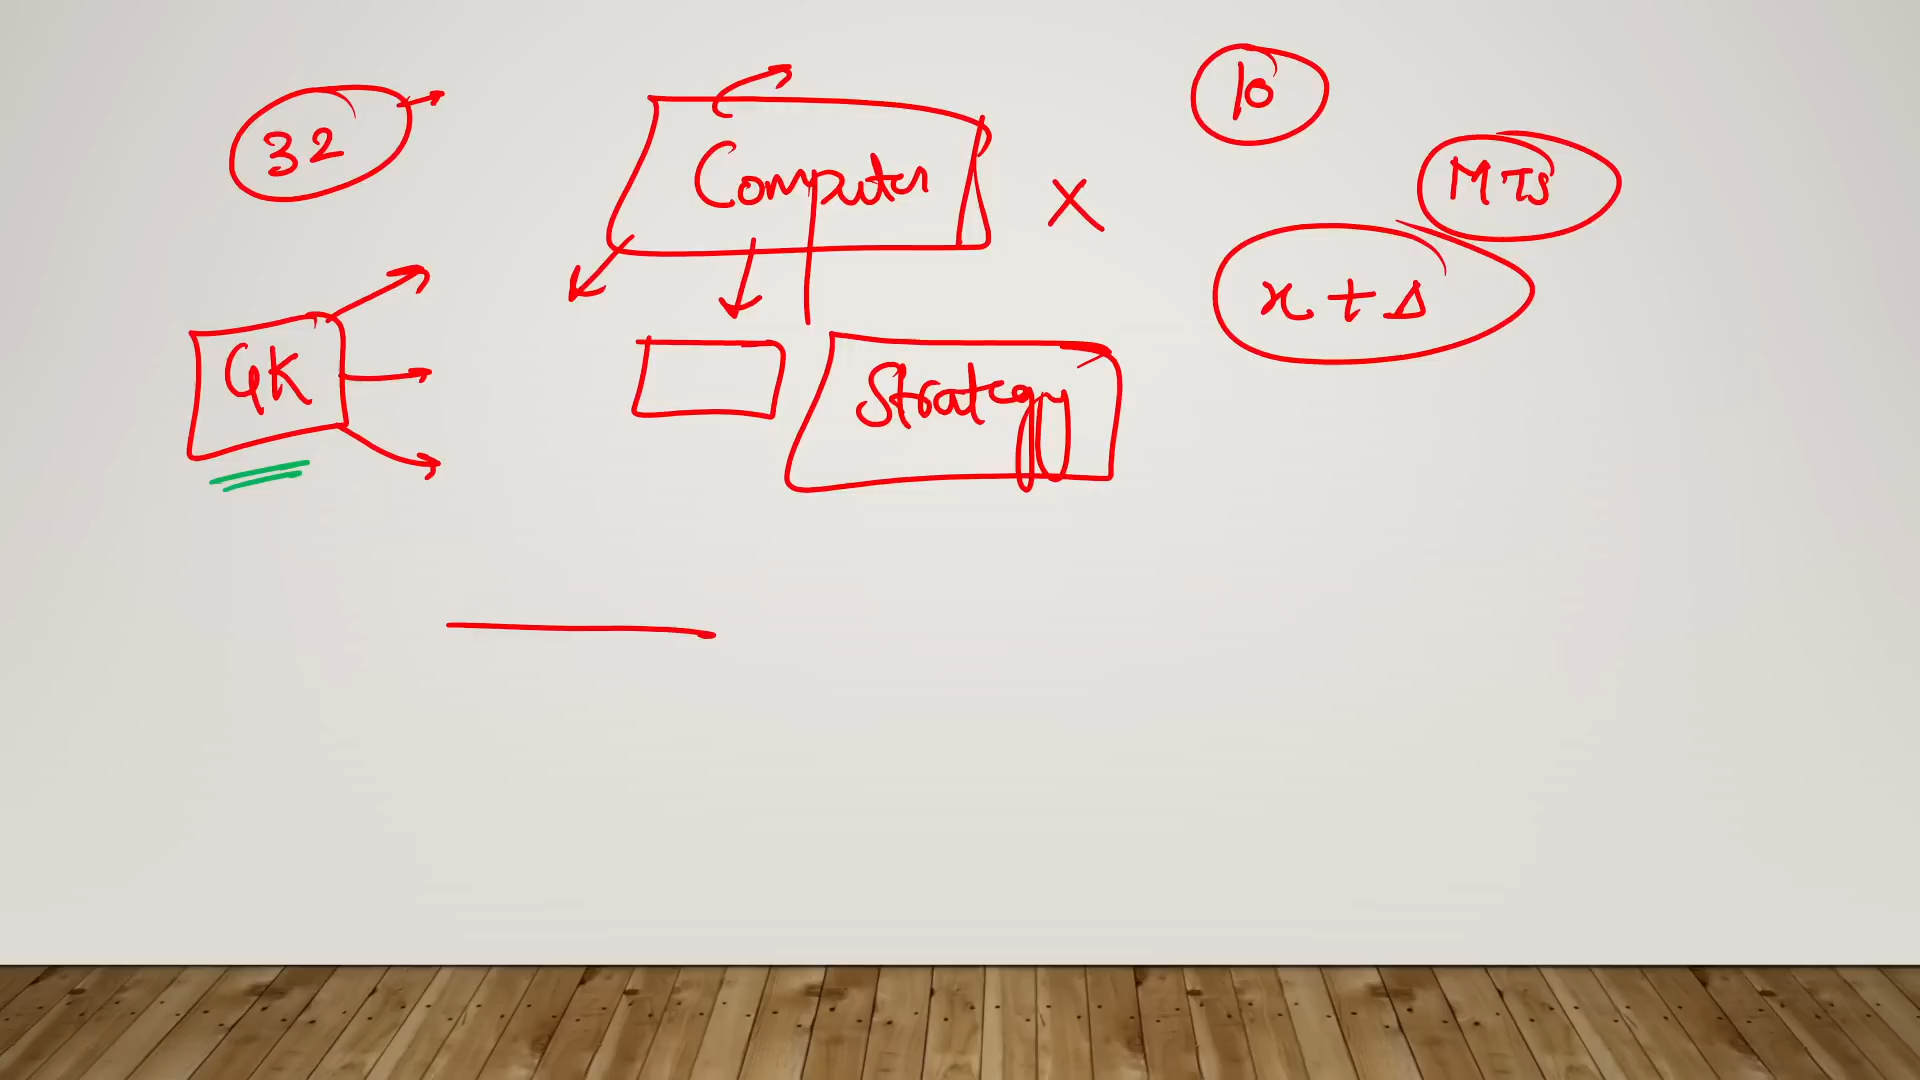 32
Computer
10
MTS
x + Δ
GK
Strategy